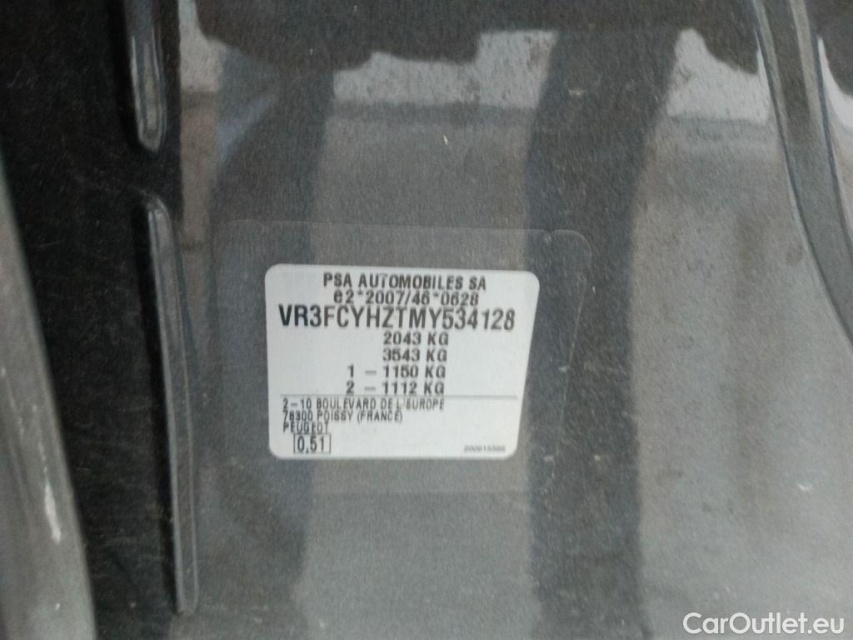 PSA AUTOMOBILES SA
e2*2007/46*0628
VR3FCYHZTMY534128
2043 KG
3543 KG
1 - 1150 KG
2 - 1112 KG
2-10 BOULEVARD DE L'EUROPE
78300 POISSY (FRANCE)
PEUGEOT
0.51
CarOutlet.eu